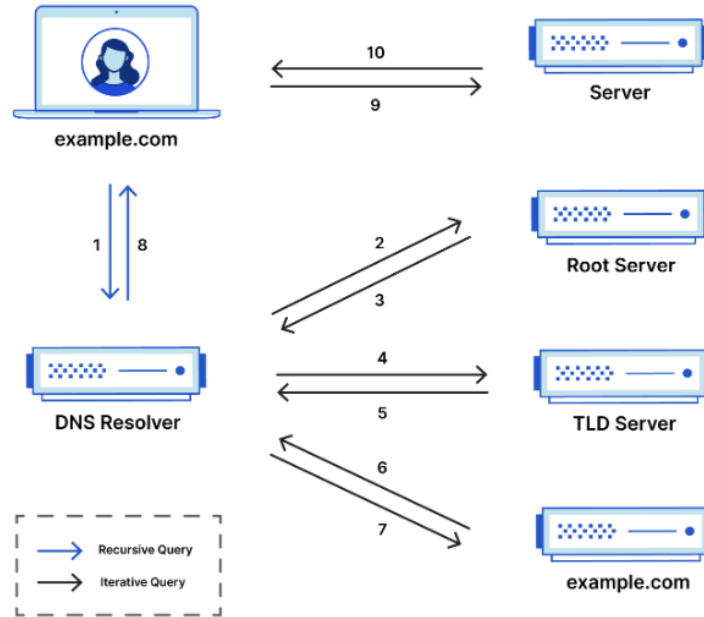 10
9
Server
example.com
1
8
2
3
Root Server
4
5
DNS Resolver
TLD Server
6
7
example.com
Recursive Query
Iterative Query